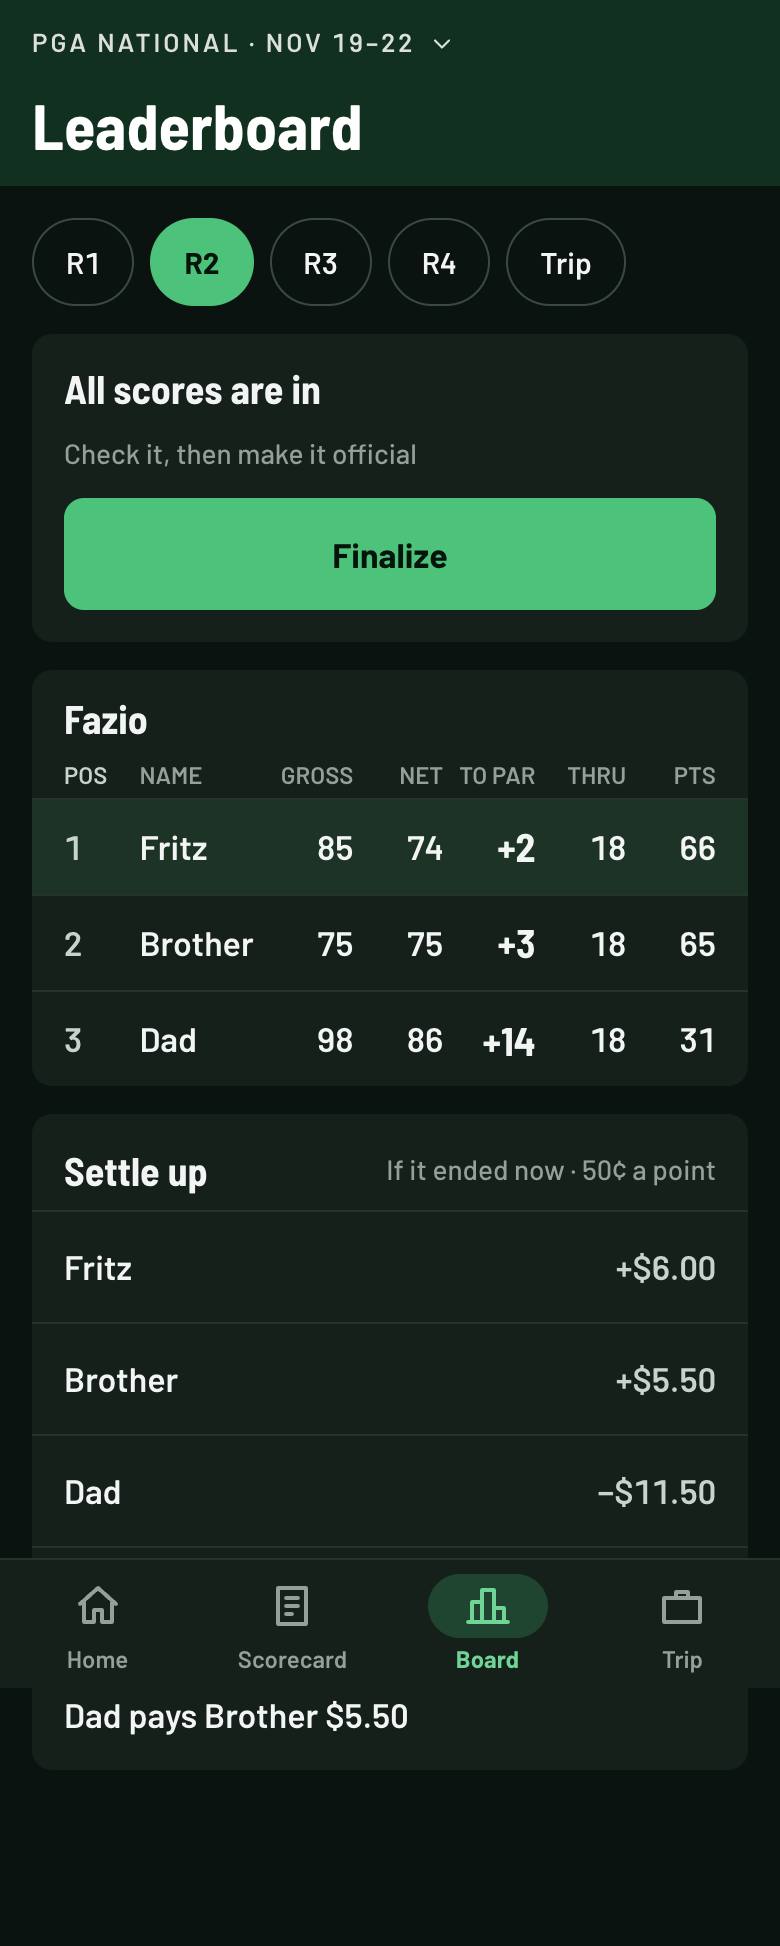 PGA NATIONAL · NOV 19–22
Leaderboard
R1 R2 R3 R4 Trip
All scores are in
Check it, then make it official
Finalize
Fazio
POS NAME GROSS NET TO PAR THRU PTS
1 Fritz 85 74 +2 18 66
2 Brother 75 75 +3 18 65
3 Dad 98 86 +14 18 31
Settle up If it ended now · 50¢ a point
Fritz +$6.00
Brother +$5.50
Dad –$11.50
Home Scorecard Board Trip
Dad pays Brother $5.50